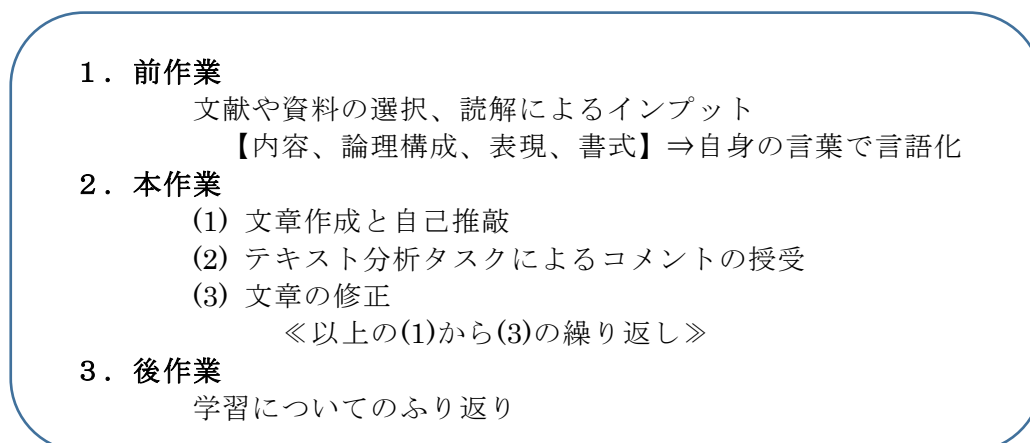 １．前作業
文献や資料の選択、読解によるインプット
【内容、論理構成、表現、書式】⇒自身の言葉で言語化
２．本作業
(1) 文章作成と自己推敲
(2) テキスト分析タスクによるコメントの授受
(3) 文章の修正
≪以上の(1)から(3)の繰り返し≫
３．後作業
学習についてのふり返り